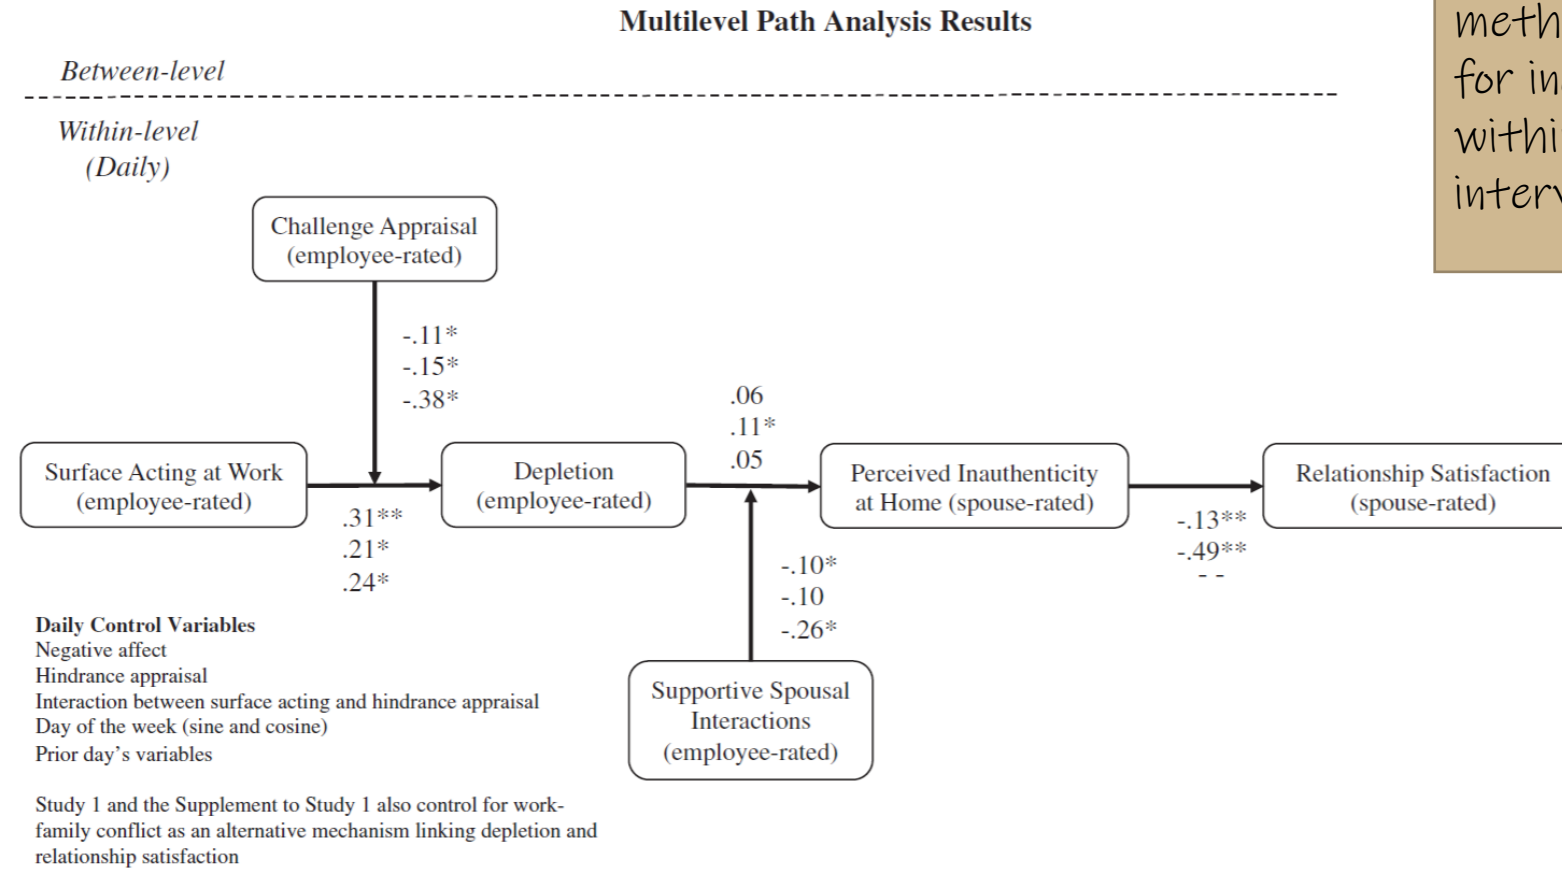 Multilevel Path Analysis Results
for
Between-level
Within-level
(Daily)
Challenge Appraisal
(employee-rated)
-.11*
-.15*
-.38*
.06
.11*
.05
Surface Acting at Work
(employee-rated)
Depletion
(employee-rated)
Perceived Inauthenticity
at Home (spouse-rated)
Relationship Satisfaction
(spouse-rated)
.31**
.21*
.24*
-.13**
-.49**
- -
-.10*
-.10
-.26*
Supportive Spousal
Interactions
(employee-rated)
Daily Control Variables
Negative affect
Hindrance appraisal
Interaction between surface acting and hindrance appraisal
Day of the week (sine and cosine)
Prior day's variables
Study 1 and the Supplement to Study 1 also control for work-
family conflict as an alternative mechanism linking depletion and
relationship satisfaction